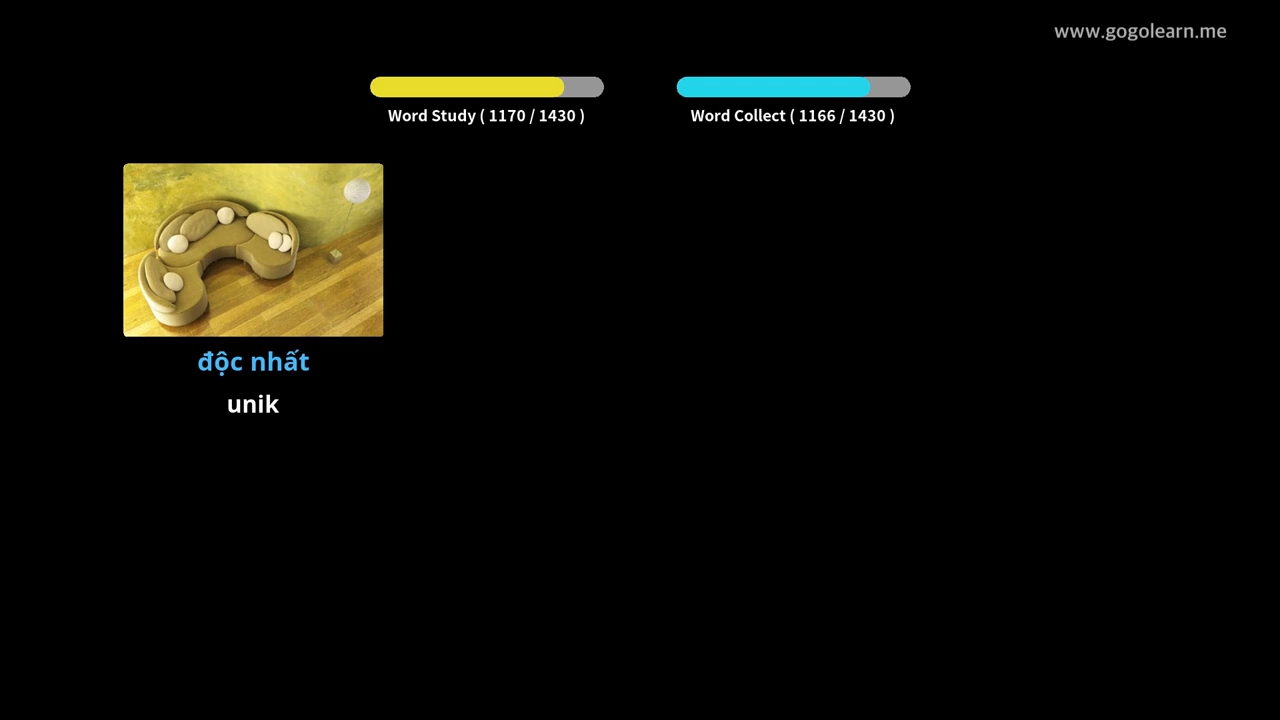 www.gogolearn.me
Word Study ( 1170 / 1430 )
Word Collect ( 1166 / 1430 )
độc nhất
unik